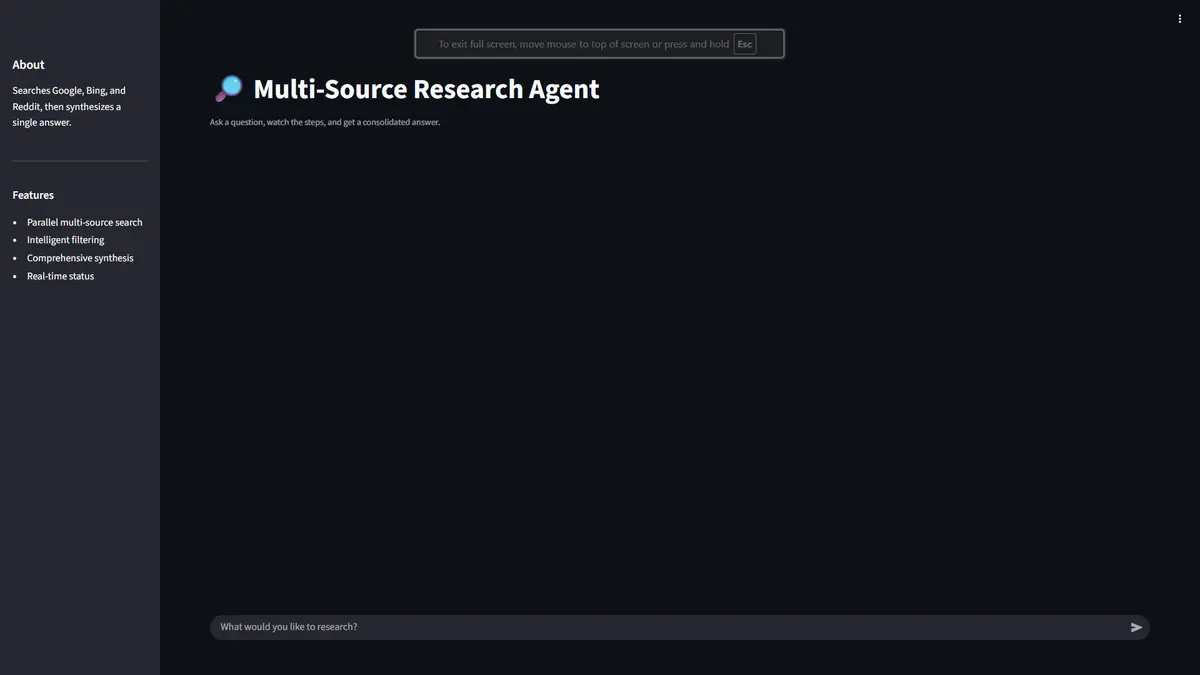 About
Searches Google, Bing, and
Reddit, then synthesizes a
single answer.
Features
Parallel multi-source search
Intelligent filtering
Comprehensive synthesis
Real-time status
To exit full screen, move mouse to top of screen or press and hold Esc
Multi-Source Research Agent
Ask a question, watch the steps, and get a consolidated answer.
What would you like to research?